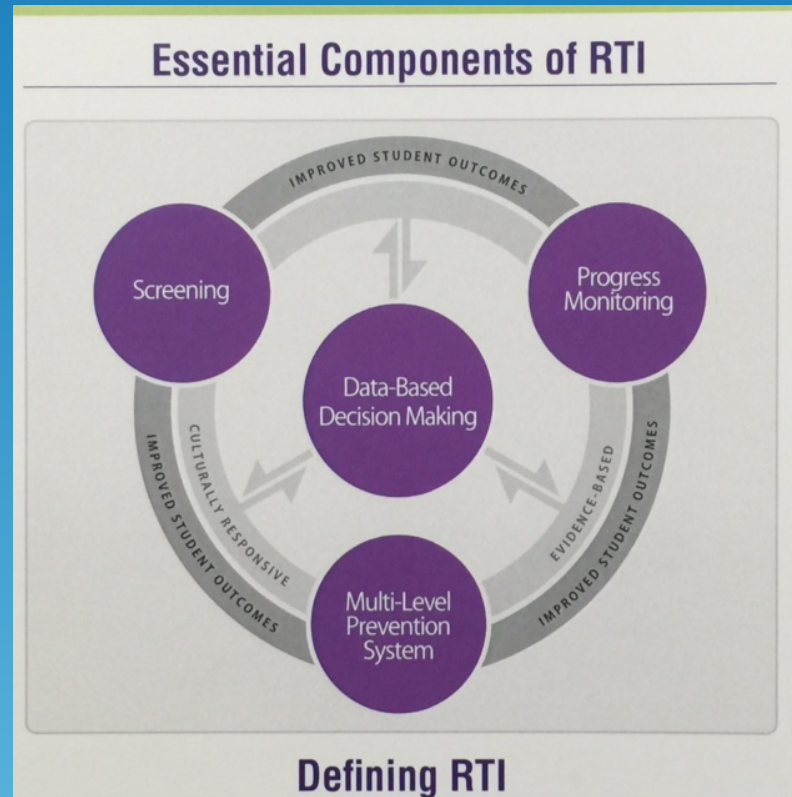 Essential Components of RTI
IMPROVED STUDENT OUTCOMES
Screening
Progress
Monitoring
Data-Based
Decision Making
CULTURALLY RESPONSIVE
IMPROVED STUDENT OUTCOMES
EVIDENCE-BASED
IMPROVED STUDENT OUTCOMES
Multi-Level
Prevention
System
Defining RTI